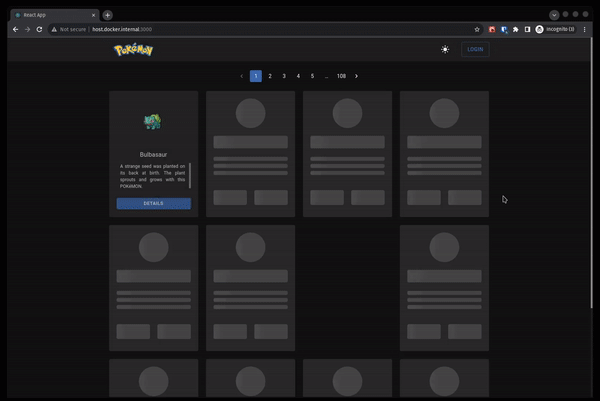 React App
Not secure | host.docker.internal:3000
Incognito (3)
POKéMON
LOGIN
1 2 3 4 5 ... 108
Bulbasaur
A strange seed was planted on
its back at birth. The plant
sprouts and grows with this
POKéMON.
DETAILS